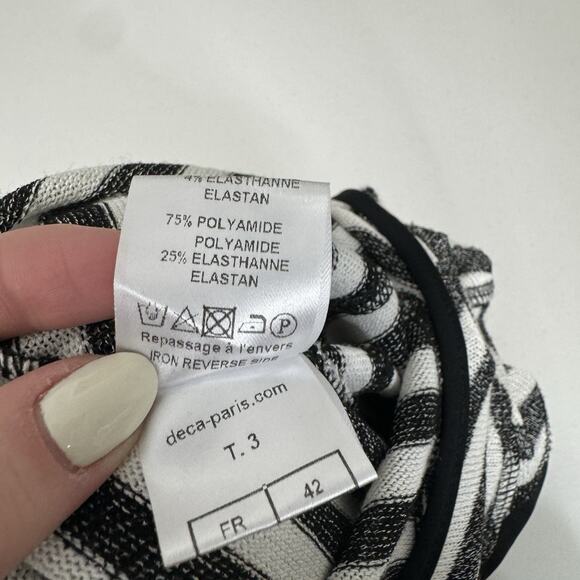 4% ELASTHANNE
ELASTAN
75% POLYAMIDE
POLYAMIDE
25% ELASTHANNE
ELASTAN
P
Repassage à l'envers
IRON REVERSE SIDE
deca-paris.com
T. 3
FR 42